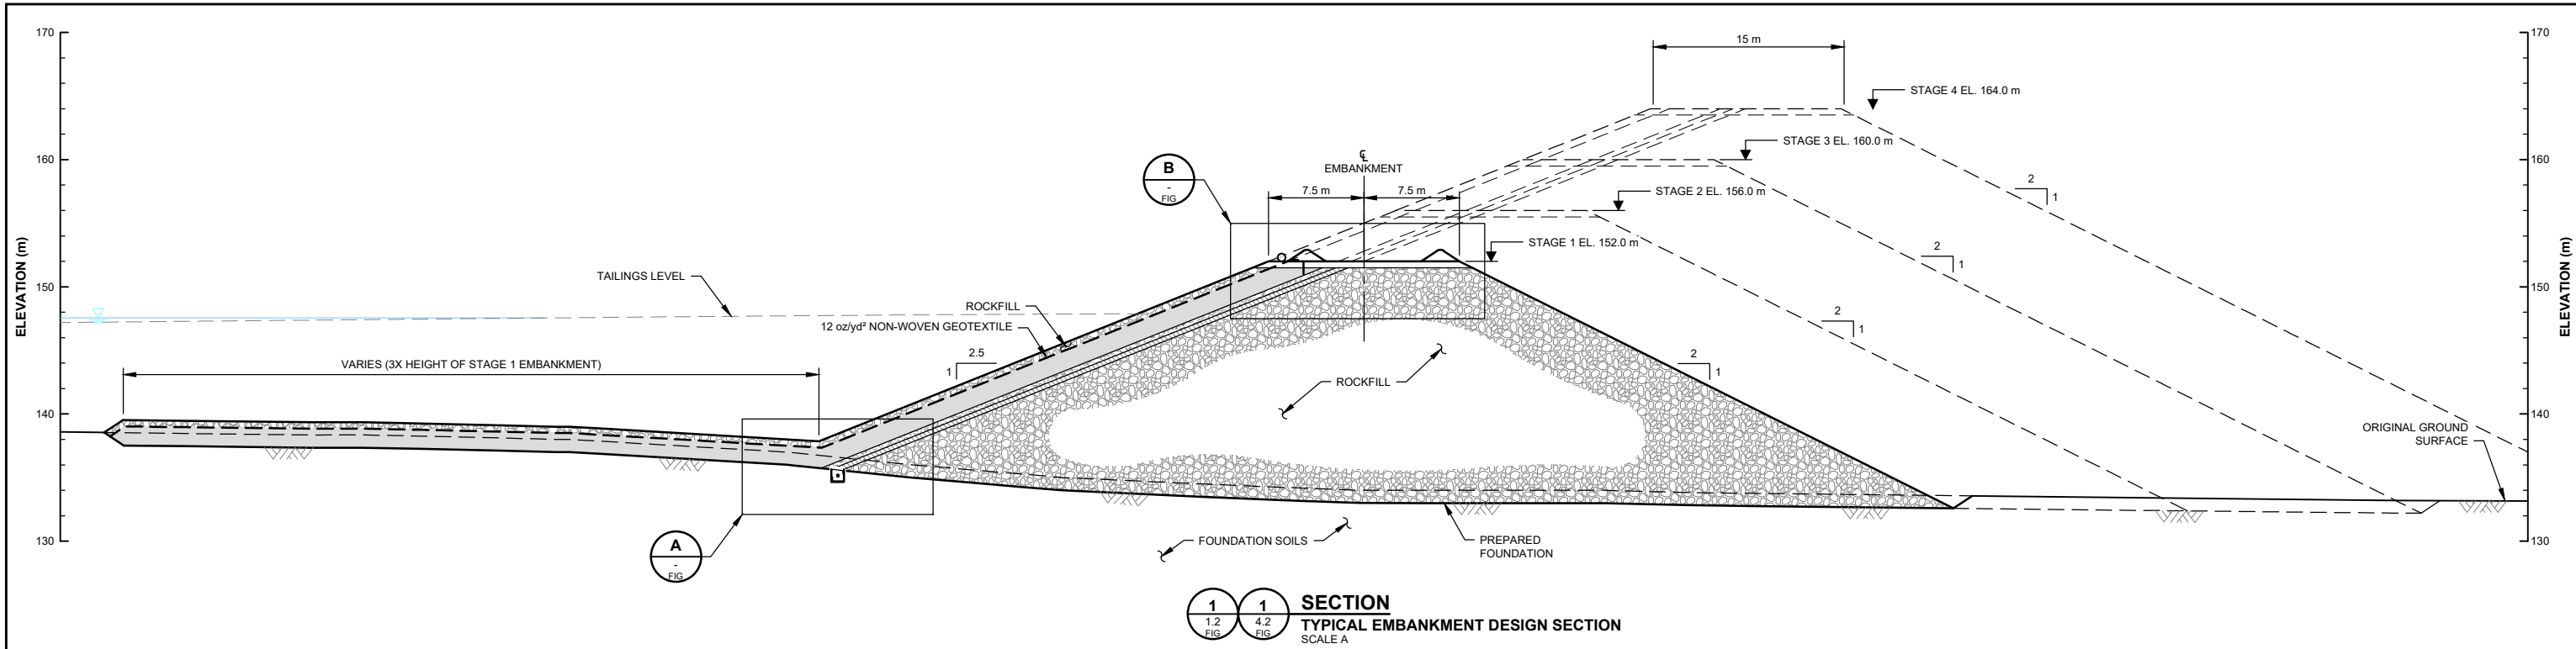 170
170
15 m
STAGE 4 EL. 164.0 m
160
160
STAGE 3 EL. 160.0 m
B
-
FIG
℄
EMBANKMENT
7.5 m
7.5 m
STAGE 2 EL. 156.0 m
2
1
STAGE 1 EL. 152.0 m
2
1
TAILINGS LEVEL
150
150
ELEVATION (m)
ELEVATION (m)
ROCKFILL
12 oz/yd² NON-WOVEN GEOTEXTILE
2
1
2.5
1
2
1
VARIES (3X HEIGHT OF STAGE 1 EMBANKMENT)
ROCKFILL
140
140
ORIGINAL GROUND
SURFACE
130
130
A
-
FIG
FOUNDATION SOILS
PREPARED
FOUNDATION
1
1.2
FIG
1
4.2
FIG
SECTION
TYPICAL EMBANKMENT DESIGN SECTION
SCALE A